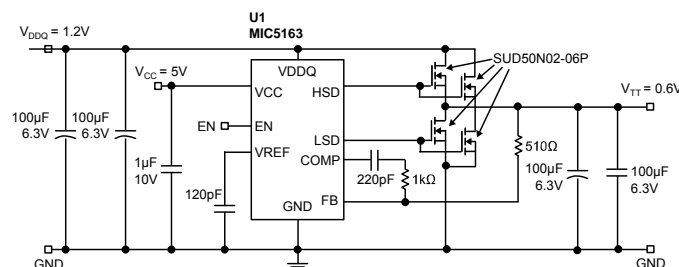 U1
MIC5163
VDDQ = 1.2V
VDDQ
SUD50N02-06P
VCC = 5V
VCC
HSD
VTT = 0.6V
100µF
6.3V
100µF
6.3V
EN
EN
LSD
510Ω
VREF
COMP
1µF
10V
220pF
1kΩ
100µF
6.3V
100µF
6.3V
120pF
GND
FB
GND
GND